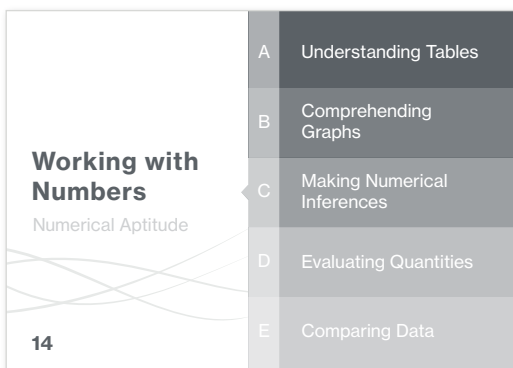 Working with
Numbers
Numerical Aptitude
14
A
Understanding Tables
B
Comprehending
Graphs
C
Making Numerical
Inferences
D
Evaluating Quantities
E
Comparing Data